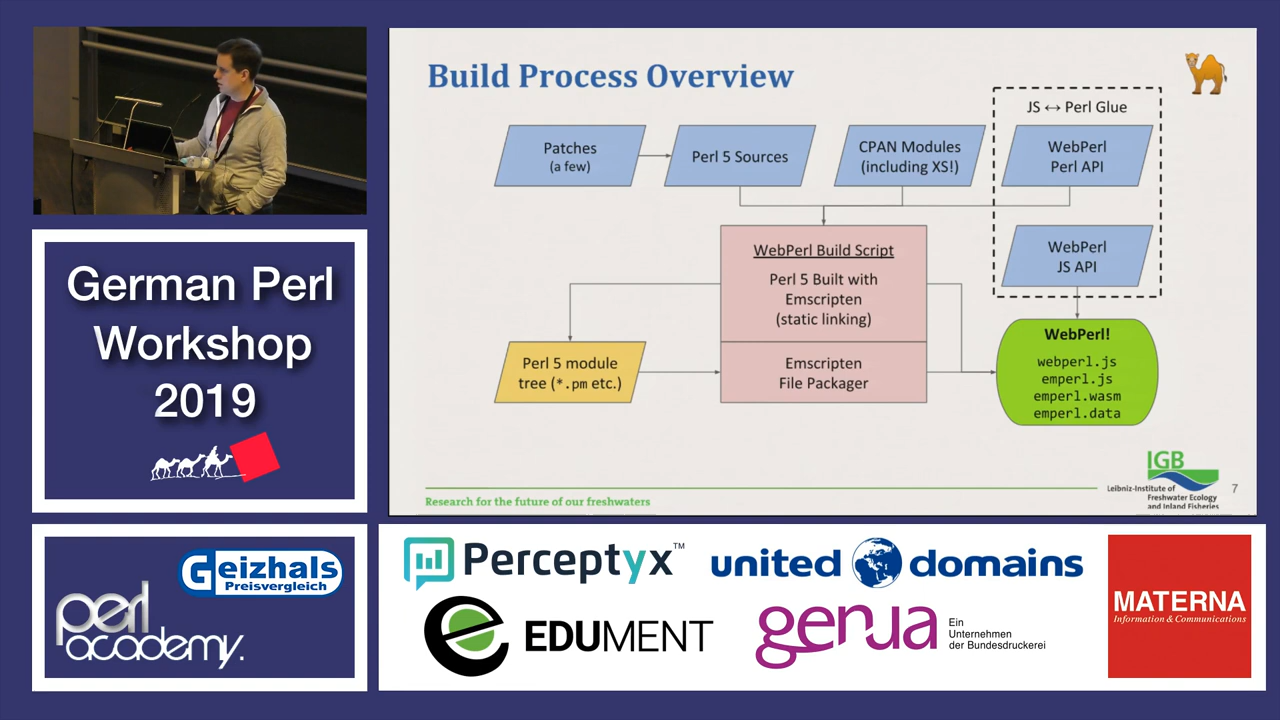 Build Process Overview
JS ↔ Perl Glue
Patches
(a few)
Perl 5 Sources
CPAN Modules
(including XS!)
WebPerl
Perl API
WebPerl
JS API
WebPerl Build Script
Perl 5 Built with
Emscripten
(static linking)
Perl 5 module
tree (*.pm etc.)
Emscripten
File Packager
WebPerl!
webperl.js
emperl.js
emperl.wasm
emperl.data
IGB
Leibniz-Institute of
Freshwater Ecology
and Inland Fisheries
7
Research for the future of our freshwaters
German Perl
Workshop
2019
Geizhals
Preisvergleich
perl
academy.
Perceptyx™
united domains
EDUMENT
genua
Ein
Unternehmen
der Bundesdruckerei
MATERNA
Information & Communications